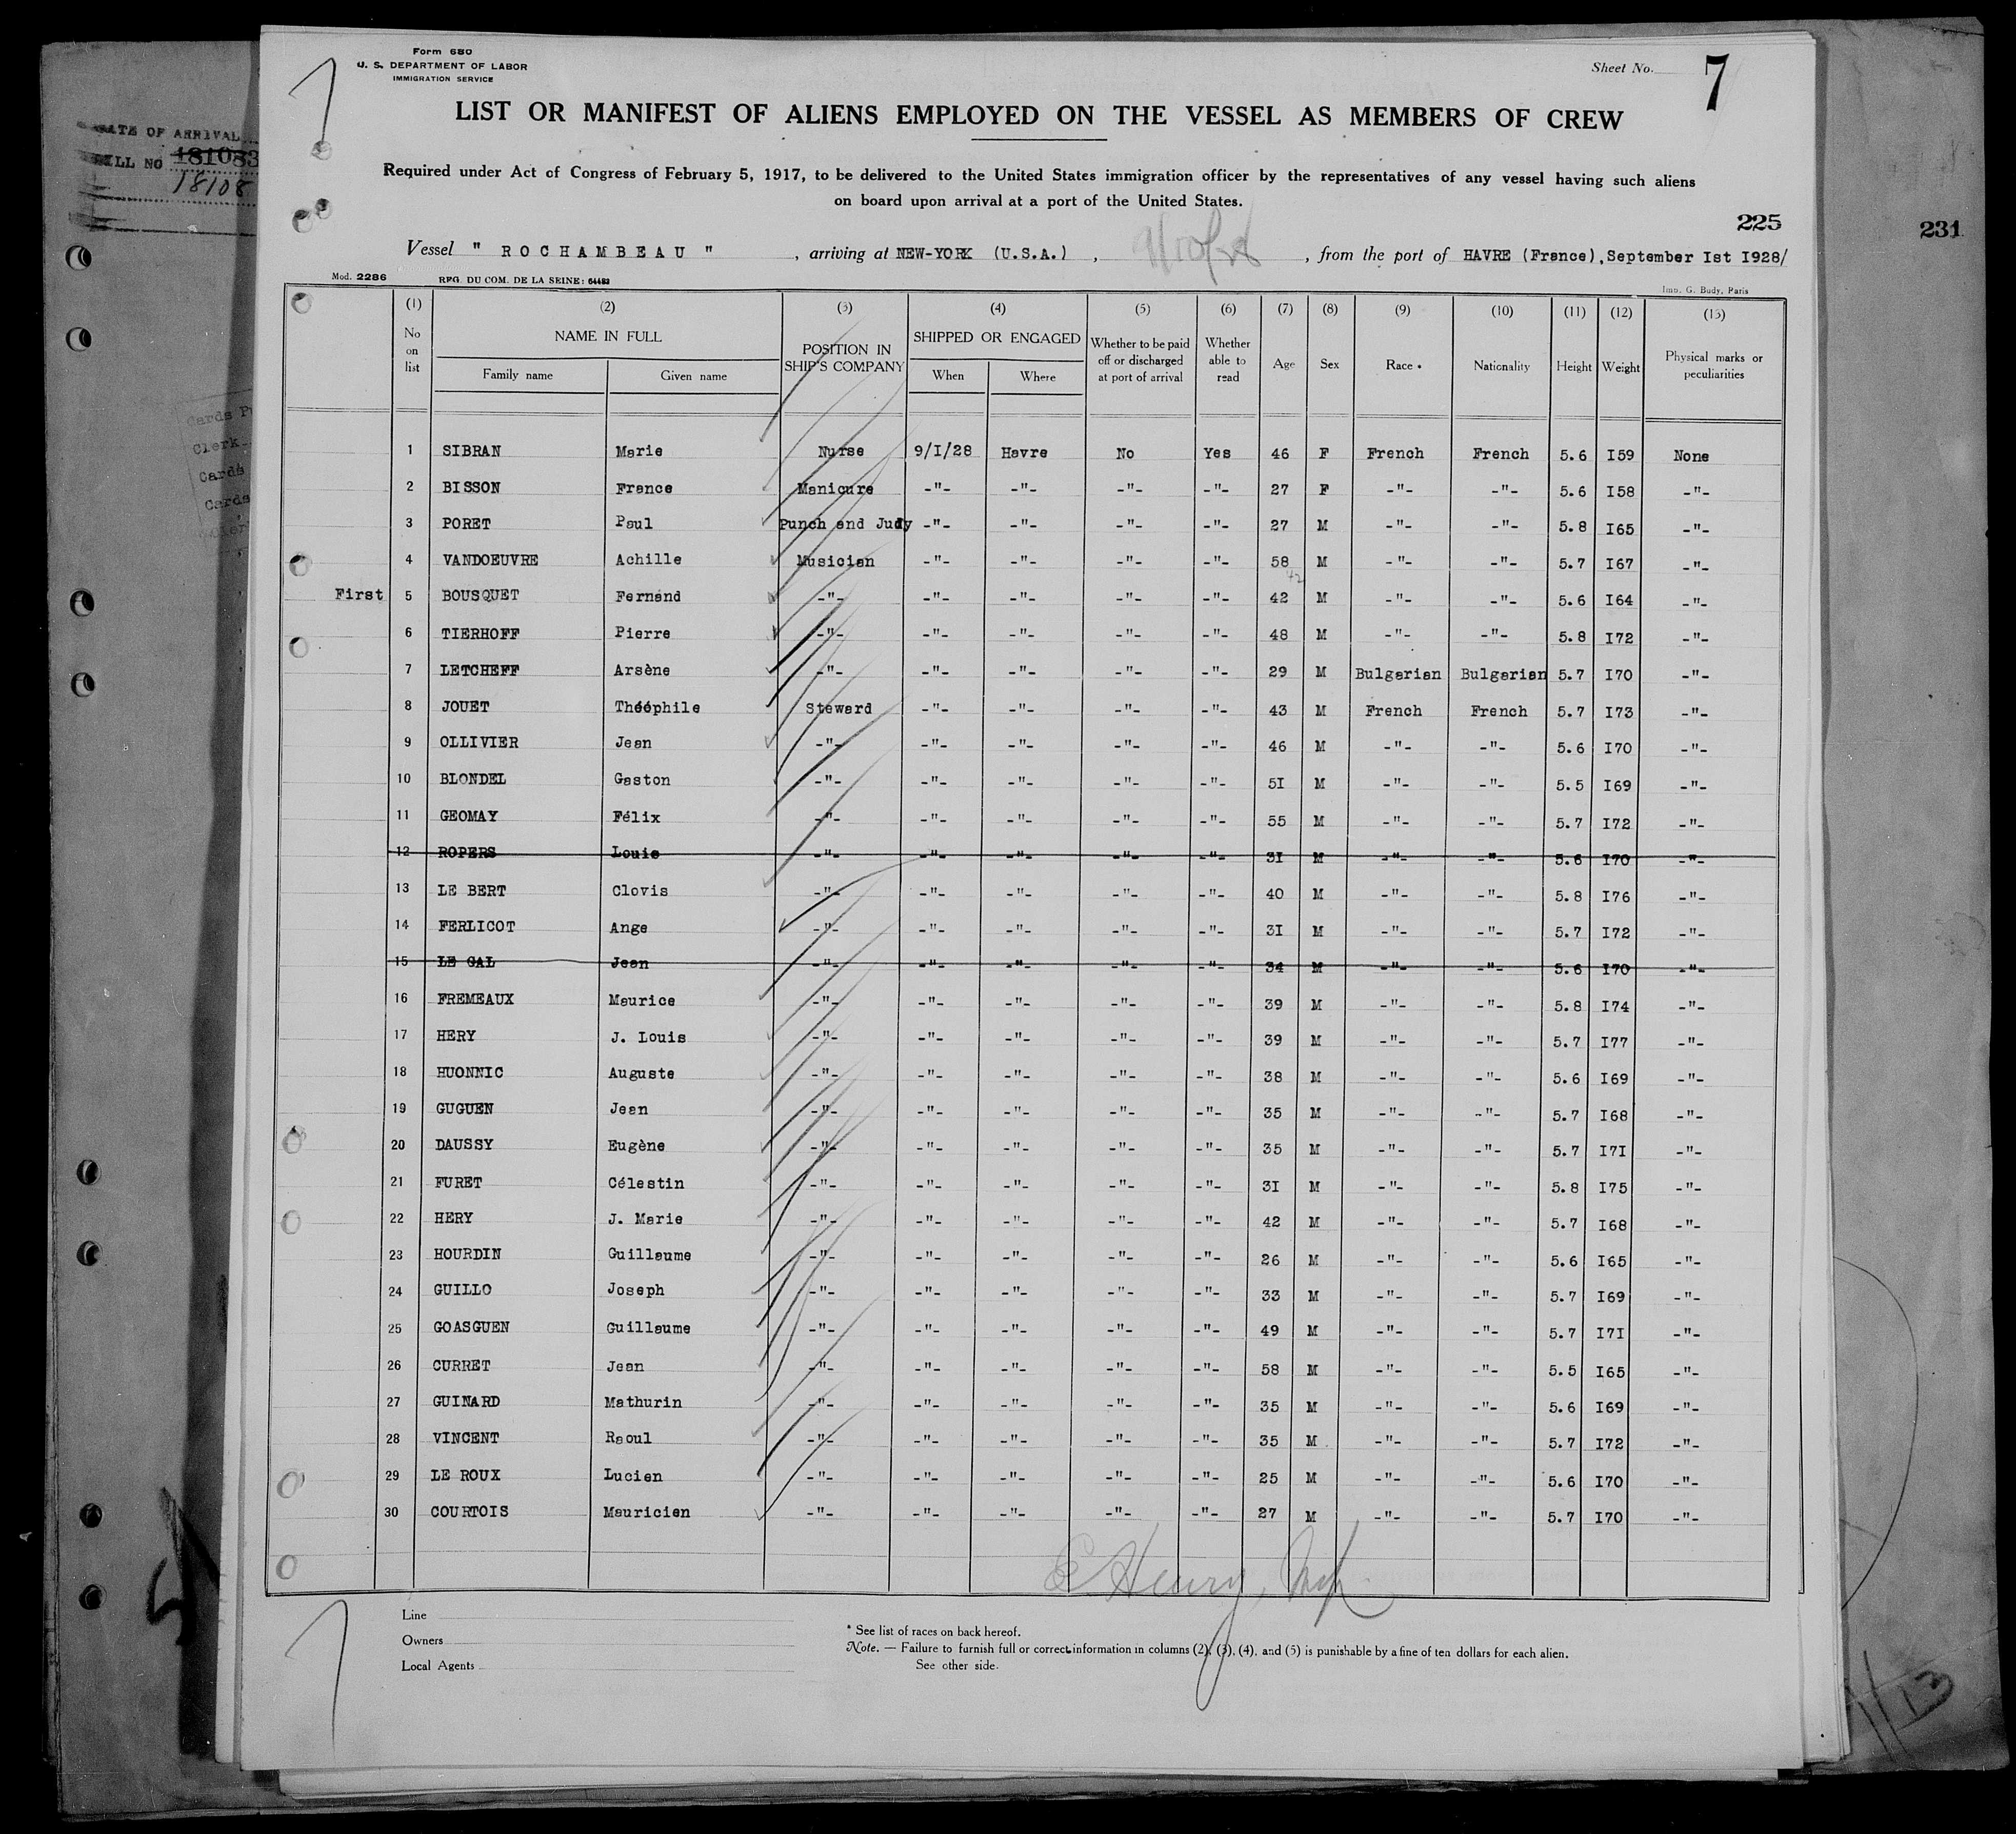 Form 680
U. S. DEPARTMENT OF LABOR
IMMIGRATION SERVICE
Sheet No. 7
LIST OR MANIFEST OF ALIENS EMPLOYED ON THE VESSEL AS MEMBERS OF CREW
Required under Act of Congress of February 5, 1917, to be delivered to the United States immigration officer by the representatives of any vessel having such aliens
on board upon arrival at a port of the United States.
225
231
DATE OF ARRIVAL
181083
18108
Vessel " ROCHAMBEAU " , arriving at NEW-YORK (U.S.A.) , 9/10/28 , from the port of HAVRE (France), September Ist I928/
Mod. 2286 REG. DU COM. DE LA SEINE: 64483 Imp. G. Budy, Paris
(1) (2) (3) (4) (5) (6) (7) (8) (9) (10) (11) (12) (13)
No on list NAME IN FULL Family name Given name POSITION IN SHIP'S COMPANY SHIPPED OR ENGAGED When Where Whether to be paid off or discharged at port of arrival Whether able to read Age Sex Race * Nationality Height Weight Physical marks or peculiarities
1 SIBRAN Marie Nurse 9/I/28 Havre No Yes 46 F French French 5.6 I59 None
2 BISSON France Manicure -"- -"- -"- -"- 27 F -"- -"- 5.6 I58 -"-
3 PORET Paul Punch and Judy -"- -"- -"- -"- 27 M -"- -"- 5.8 I65 -"-
4 VANDOEUVRE Achille Musician -"- -"- -"- -"- 58 M -"- -"- 5.7 I67 -"-
42
First 5 BOUSQUET Fernand -"- -"- -"- -"- -"- 42 M -"- -"- 5.6 I64 -"-
6 TIERHOFF Pierre -"- -"- -"- -"- -"- 48 M -"- -"- 5.8 I72 -"-
7 LETCHEFF Arsène -"- -"- -"- -"- -"- 29 M Bulgarian Bulgarian 5.7 I70 -"-
8 JOUET Théóphile Steward -"- -"- -"- -"- 43 M French French 5.7 I73 -"-
9 OLLIVIER Jean -"- -"- -"- -"- -"- 46 M -"- -"- 5.6 I70 -"-
10 BLONDEL Gaston -"- -"- -"- -"- -"- 5I M -"- -"- 5.5 I69 -"-
11 GEOMAY Félix -"- -"- -"- -"- -"- 55 M -"- -"- 5.7 I72 -"-
12 ROPERS Louis -"- -"- -"- -"- -"- 3I M -"- -"- 5.6 I70 -"-
13 LE BERT Clovis -"- -"- -"- -"- -"- 40 M -"- -"- 5.8 I76 -"-
14 FERLICOT Ange -"- -"- -"- -"- -"- 3I M -"- -"- 5.7 I72 -"-
15 LE GAL Jean -"- -"- -"- -"- -"- 34 M -"- -"- 5.6 I70 -"-
16 FREMEAUX Maurice -"- -"- -"- -"- -"- 39 M -"- -"- 5.8 I74 -"-
17 HERY J. Louis -"- -"- -"- -"- -"- 39 M -"- -"- 5.7 I77 -"-
18 HUONNIC Auguste -"- -"- -"- -"- -"- 38 M -"- -"- 5.6 I69 -"-
19 GUGUEN Jean -"- -"- -"- -"- -"- 35 M -"- -"- 5.7 I68 -"-
20 DAUSSY Eugène -"- -"- -"- -"- -"- 35 M -"- -"- 5.7 I7I -"-
21 FURET Célestin -"- -"- -"- -"- -"- 3I M -"- -"- 5.8 I75 -"-
22 HERY J. Marie -"- -"- -"- -"- -"- 42 M -"- -"- 5.7 I68 -"-
23 HOURDIN Guillaume -"- -"- -"- -"- -"- 26 M -"- -"- 5.6 I65 -"-
24 GUILLO Joseph -"- -"- -"- -"- -"- 33 M -"- -"- 5.7 I69 -"-
25 GOASGUEN Guillaume -"- -"- -"- -"- -"- 49 M -"- -"- 5.7 I7I -"-
26 CURRET Jean -"- -"- -"- -"- -"- 58 M -"- -"- 5.5 I65 -"-
27 GUINARD Mathurin -"- -"- -"- -"- -"- 35 M -"- -"- 5.6 I69 -"-
28 VINCENT Raoul -"- -"- -"- -"- -"- 35 M -"- -"- 5.7 I72 -"-
29 LE ROUX Lucien -"- -"- -"- -"- -"- 25 M -"- -"- 5.6 I70 -"-
30 COURTOIS Mauricien -"- -"- -"- -"- -"- 27 M -"- -"- 5.7 I70 -"-
E Henry,
Line
Owners
Local Agents
* See list of races on back hereof.
Note. — Failure to furnish full or correct information in columns (2), (3), (4), and (5) is punishable by a fine of ten dollars for each alien.
See other side.
13